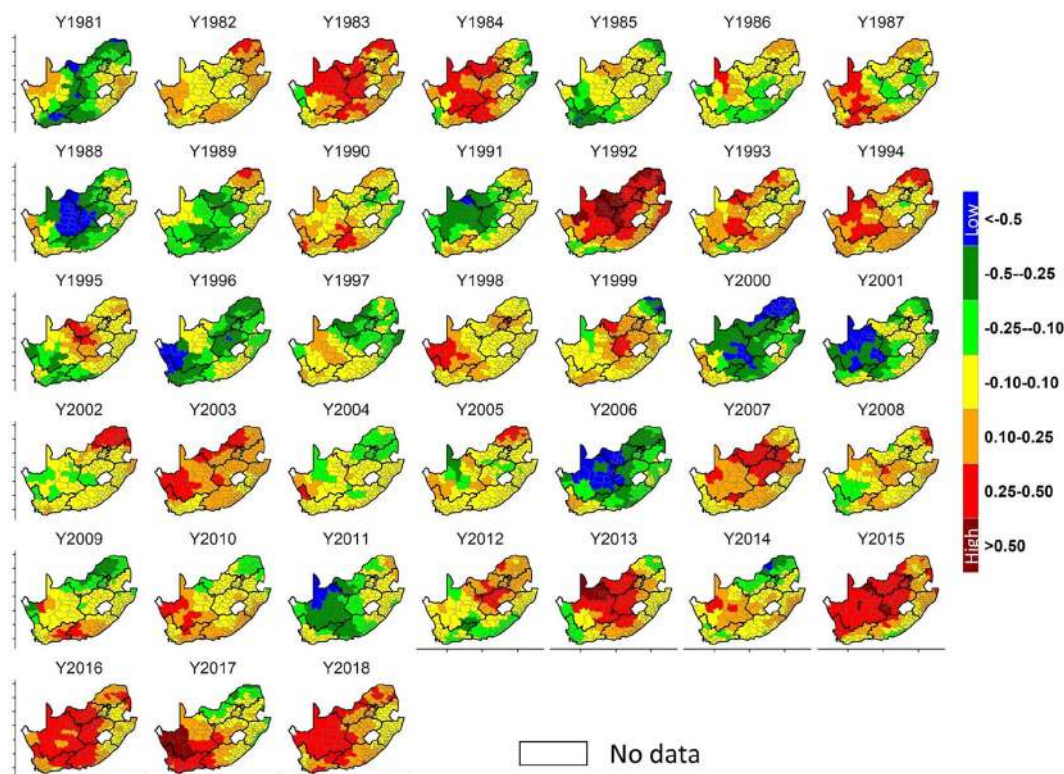 Y1981 Y1982 Y1983 Y1984 Y1985 Y1986 Y1987
Y1988 Y1989 Y1990 Y1991 Y1992 Y1993 Y1994
Y1995 Y1996 Y1997 Y1998 Y1999 Y2000 Y2001
Y2002 Y2003 Y2004 Y2005 Y2006 Y2007 Y2008
Y2009 Y2010 Y2011 Y2012 Y2013 Y2014 Y2015
Y2016 Y2017 Y2018
Low
<-0.5
-0.5--0.25
-0.25--0.10
-0.10-0.10
0.10-0.25
0.25-0.50
High
>0.50
No data